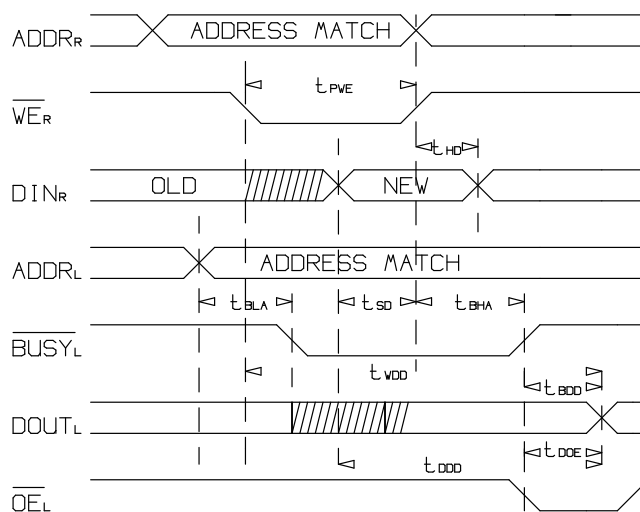 ADDRR ADDRESS MATCH
tPWE
WER
tHD
DINR OLD NEW
ADDRL ADDRESS MATCH
tBLA tSD tBHA
BUSYL
tWDD
tBDD
DOUTL
tDOE
tDDD
OEL